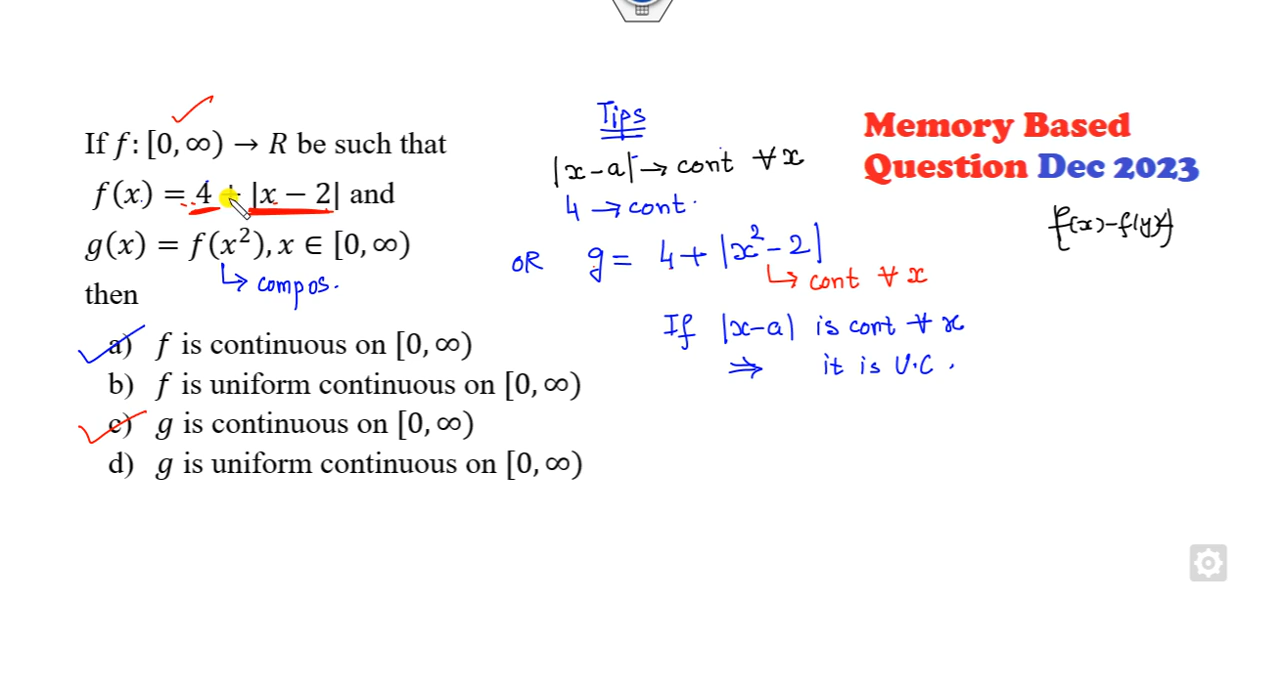 If f: [0, ∞) → R be such that
f(x) = 4 + |x − 2| and
g(x) = f(x²), x ∈ [0, ∞)
↳ compos.
then
a) f is continuous on [0, ∞)
b) f is uniform continuous on [0, ∞)
c) g is continuous on [0, ∞)
d) g is uniform continuous on [0, ∞)
Tips
|x-a| → cont ∀ x
4 → cont.
OR g = 4 + |x² - 2|
↳ cont ∀ x
If |x-a| is cont ∀ x
⇒ it is U.C.
Memory Based
Question Dec 2023
f(x)-f(y)